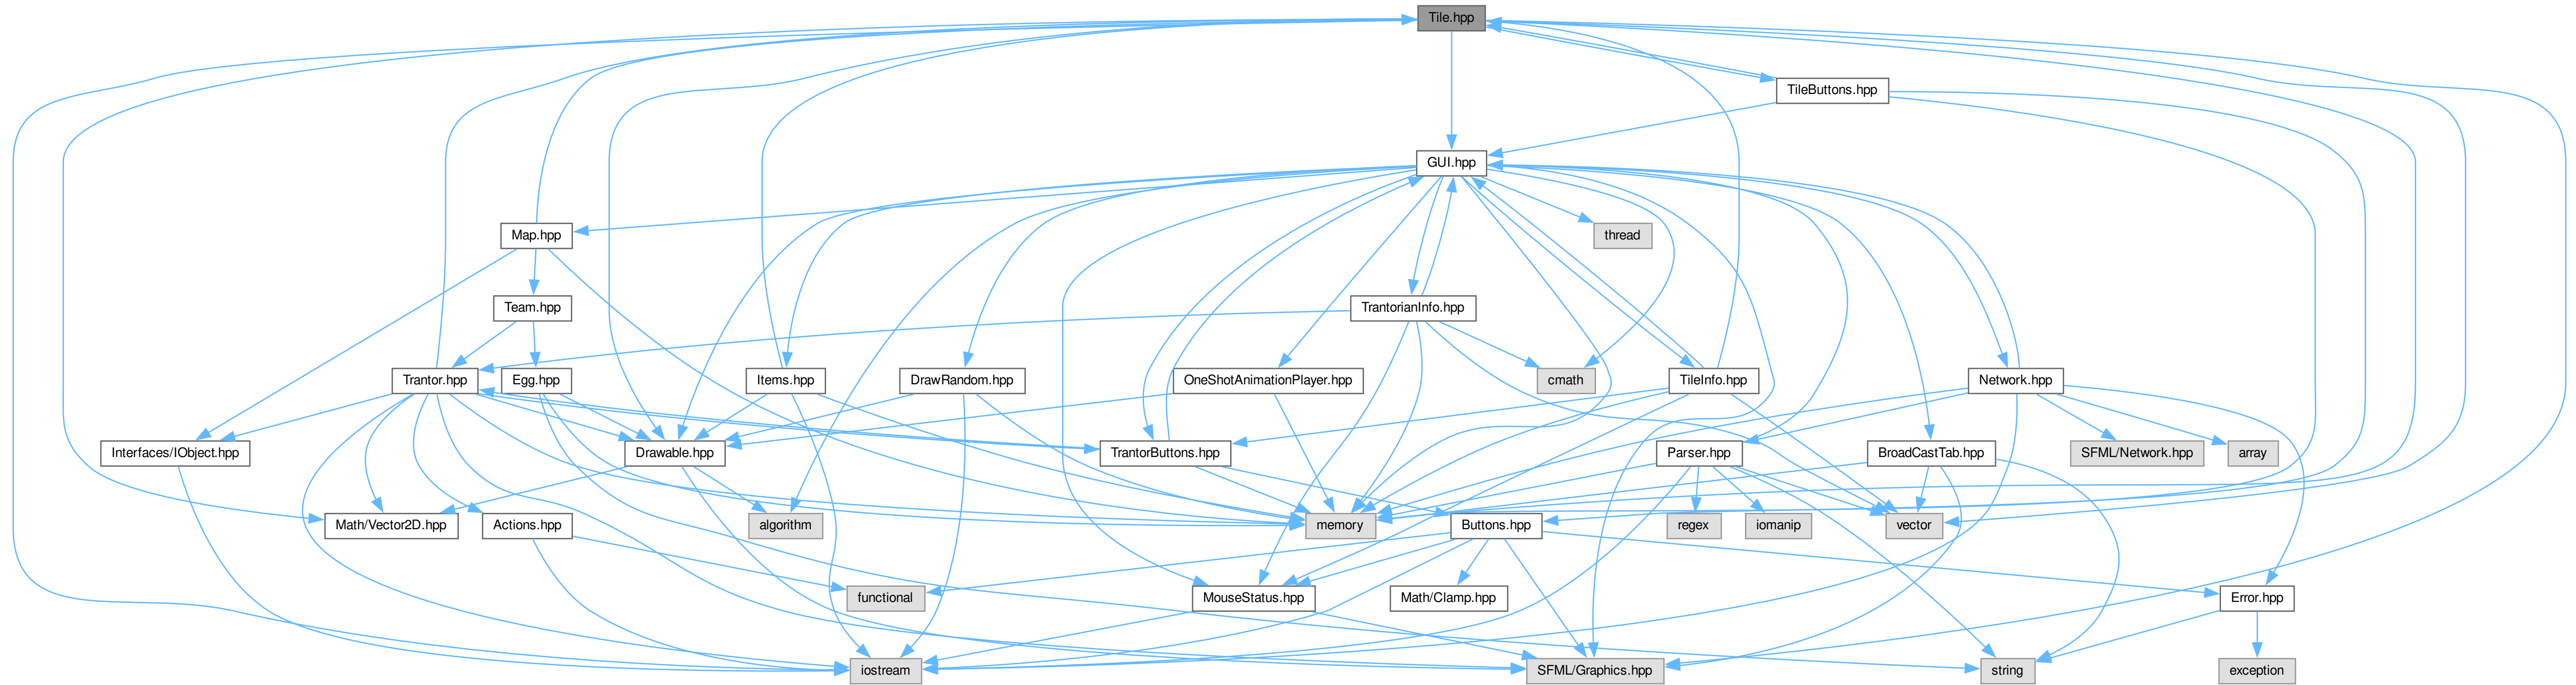 Tile.hpp
TileButtons.hpp
GUI.hpp
Map.hpp
thread
Team.hpp
TrantorianInfo.hpp
Trantor.hpp
Egg.hpp
Items.hpp
DrawRandom.hpp
OneShotAnimationPlayer.hpp
cmath
TileInfo.hpp
Network.hpp
Interfaces/IObject.hpp
Drawable.hpp
TrantorButtons.hpp
Parser.hpp
BroadCastTab.hpp
SFML/Network.hpp
array
Math/Vector2D.hpp
Actions.hpp
algorithm
memory
Buttons.hpp
regex
iomanip
vector
functional
MouseStatus.hpp
Math/Clamp.hpp
Error.hpp
iostream
SFML/Graphics.hpp
string
exception